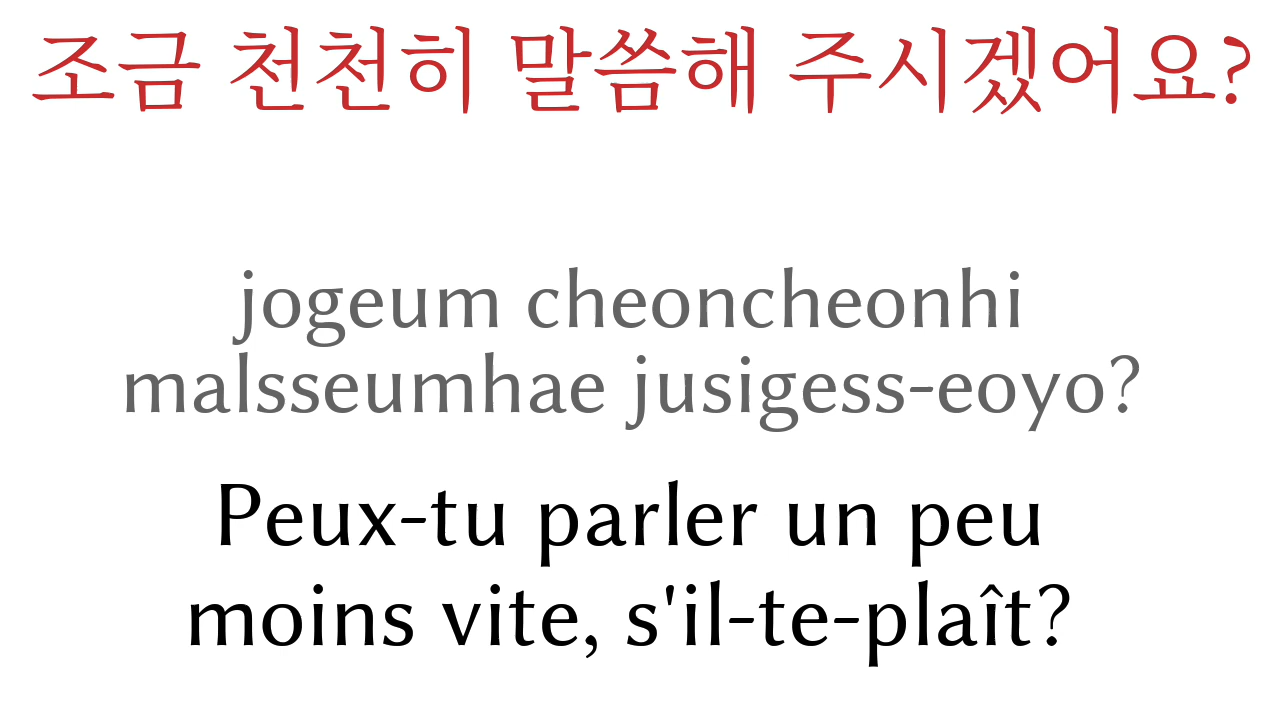 조금 천천히 말씀해 주시겠어요?
jogeum cheoncheonhi
malsseumhae jusigess-eoyo?
Peux-tu parler un peu
moins vite, s'il-te-plaît?